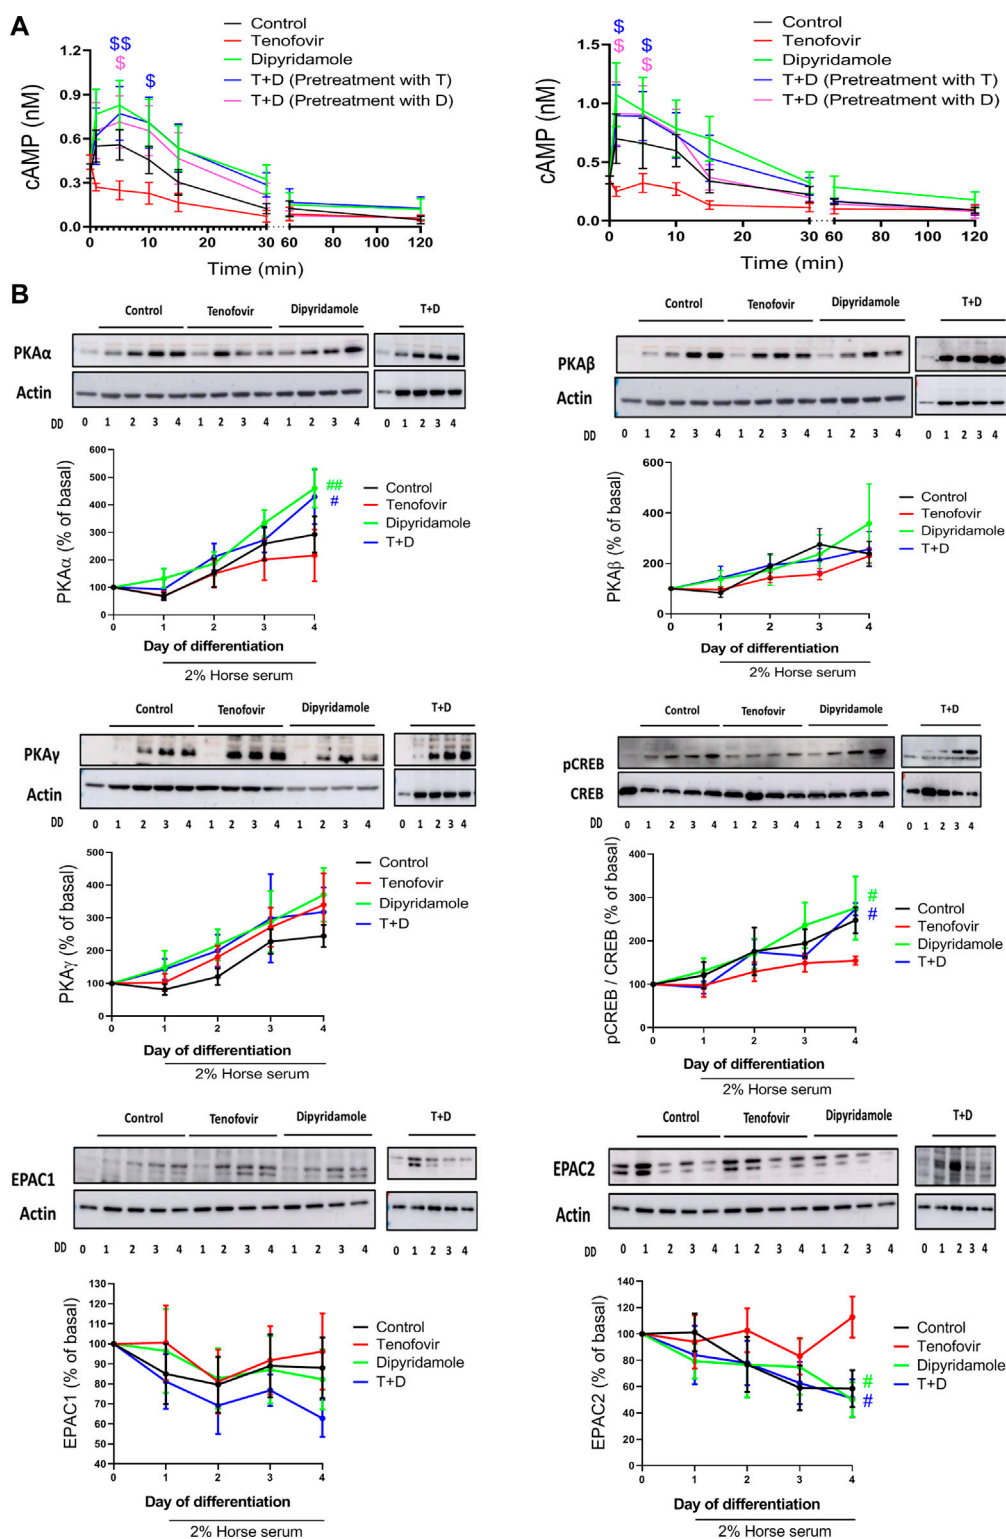 A
Control
Tenofovir
Dipyridamole
T+D (Pretreatment with T)
T+D (Pretreatment with D)
$$
$
$
1.2
0.9
0.6
0.3
0.0
cAMP (nM)
0 10 20 30 60 80 100 120
Time (min)
Control
Tenofovir
Dipyridamole
T+D (Pretreatment with T)
T+D (Pretreatment with D)
$ $
$ $
1.5
1.0
0.5
0.0
cAMP (nM)
0 10 20 30 60 80 100 120
Time (min)
B
Control Tenofovir Dipyridamole T+D
PKAα
Actin
DD 0 1 2 3 4 1 2 3 4 1 2 3 4 0 1 2 3 4
600
500
400
300
200
100
0
PKAα (% of basal)
##
#
Control
Tenofovir
Dipyridamole
T+D
0 1 2 3 4
Day of differentiation
2% Horse serum
Control Tenofovir Dipyridamole T+D
PKAβ
Actin
DD 0 1 2 3 4 1 2 3 4 1 2 3 4 0 1 2 3 4
600
400
200
0
PKAβ (% of basal)
Control
Tenofovir
Dipyridamole
T+D
0 1 2 3 4
Day of differentiation
2% Horse serum
Control Tenofovir Dipyridamole T+D
PKAγ
Actin
DD 0 1 2 3 4 1 2 3 4 1 2 3 4 0 1 2 3 4
500
400
300
200
100
0
PKAγ (% of basal)
Control
Tenofovir
Dipyridamole
T+D
0 1 2 3 4
Day of differentiation
2% Horse serum
Control Tenofovir Dipyridamole T+D
pCREB
CREB
DD 0 1 2 3 4 1 2 3 4 1 2 3 4 0 1 2 3 4
400
300
200
100
0
pCREB / CREB (% of basal)
#
#
Control
Tenofovir
Dipyridamole
T+D
0 1 2 3 4
Day of differentiation
2% Horse serum
Control Tenofovir Dipyridamole T+D
EPAC1
Actin
DD 0 1 2 3 4 1 2 3 4 1 2 3 4 0 1 2 3 4
130
120
110
100
90
80
70
60
50
40
EPAC1 (% of basal)
Control
Tenofovir
Dipyridamole
T+D
0 1 2 3 4
Day of differentiation
2% Horse serum
Control Tenofovir Dipyridamole T+D
EPAC2
Actin
DD 0 1 2 3 4 1 2 3 4 1 2 3 4 0 1 2 3 4
140
120
100
80
60
40
20
0
EPAC2 (% of basal)
#
#
Control
Tenofovir
Dipyridamole
T+D
0 1 2 3 4
Day of differentiation
2% Horse serum